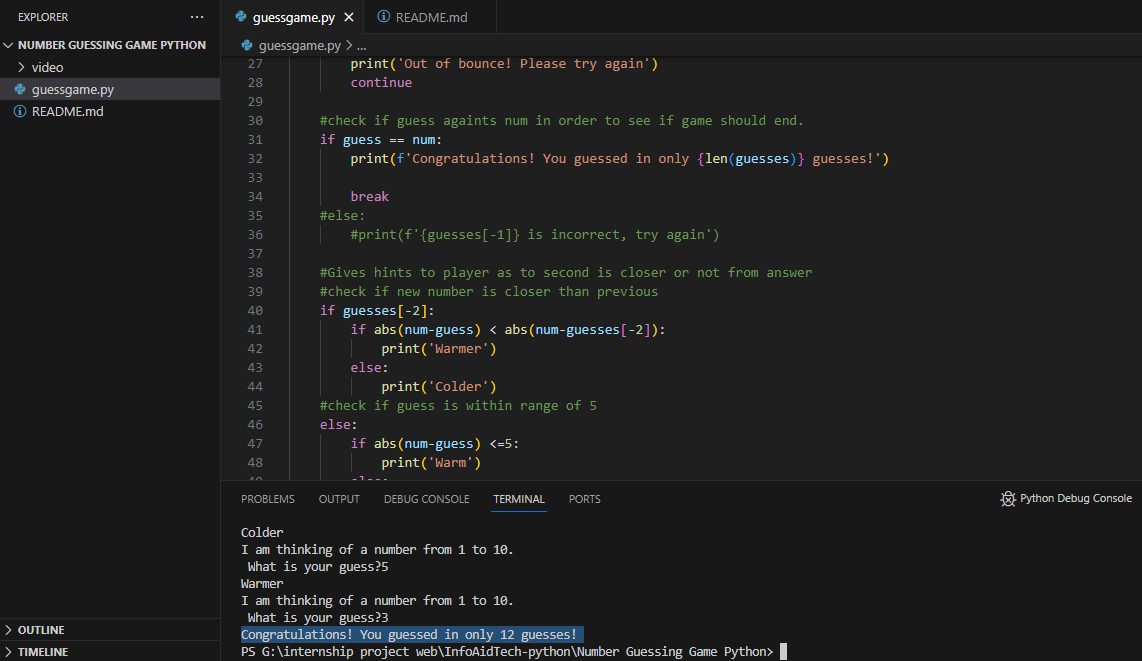 EXPLORER
NUMBER GUESSING GAME PYTHON
video
guessgame.py
README.md
OUTLINE
TIMELINE
guessgame.py README.md
guessgame.py > ...
27 print('Out of bounce! Please try again')
28 continue
29
30 #check if guess againts num in order to see if game should end.
31 if guess == num:
32 print(f'Congratulations! You guessed in only {len(guesses)} guesses!')
33
34 break
35 #else:
36 #print(f'{guesses[-1]} is incorrect, try again')
37
38 #Gives hints to player as to second is closer or not from answer
39 #check if new number is closer than previous
40 if guesses[-2]:
41 if abs(num-guess) < abs(num-guesses[-2]):
42 print('Warmer')
43 else:
44 print('Colder')
45 #check if guess is within range of 5
46 else:
47 if abs(num-guess) <=5:
48 print('Warm')
49 else:
PROBLEMS OUTPUT DEBUG CONSOLE TERMINAL PORTS Python Debug Console
Colder
I am thinking of a number from 1 to 10.
What is your guess?5
Warmer
I am thinking of a number from 1 to 10.
What is your guess?3
Congratulations! You guessed in only 12 guesses!
PS G:\internship project web\InfoAidTech-python\Number Guessing Game Python>